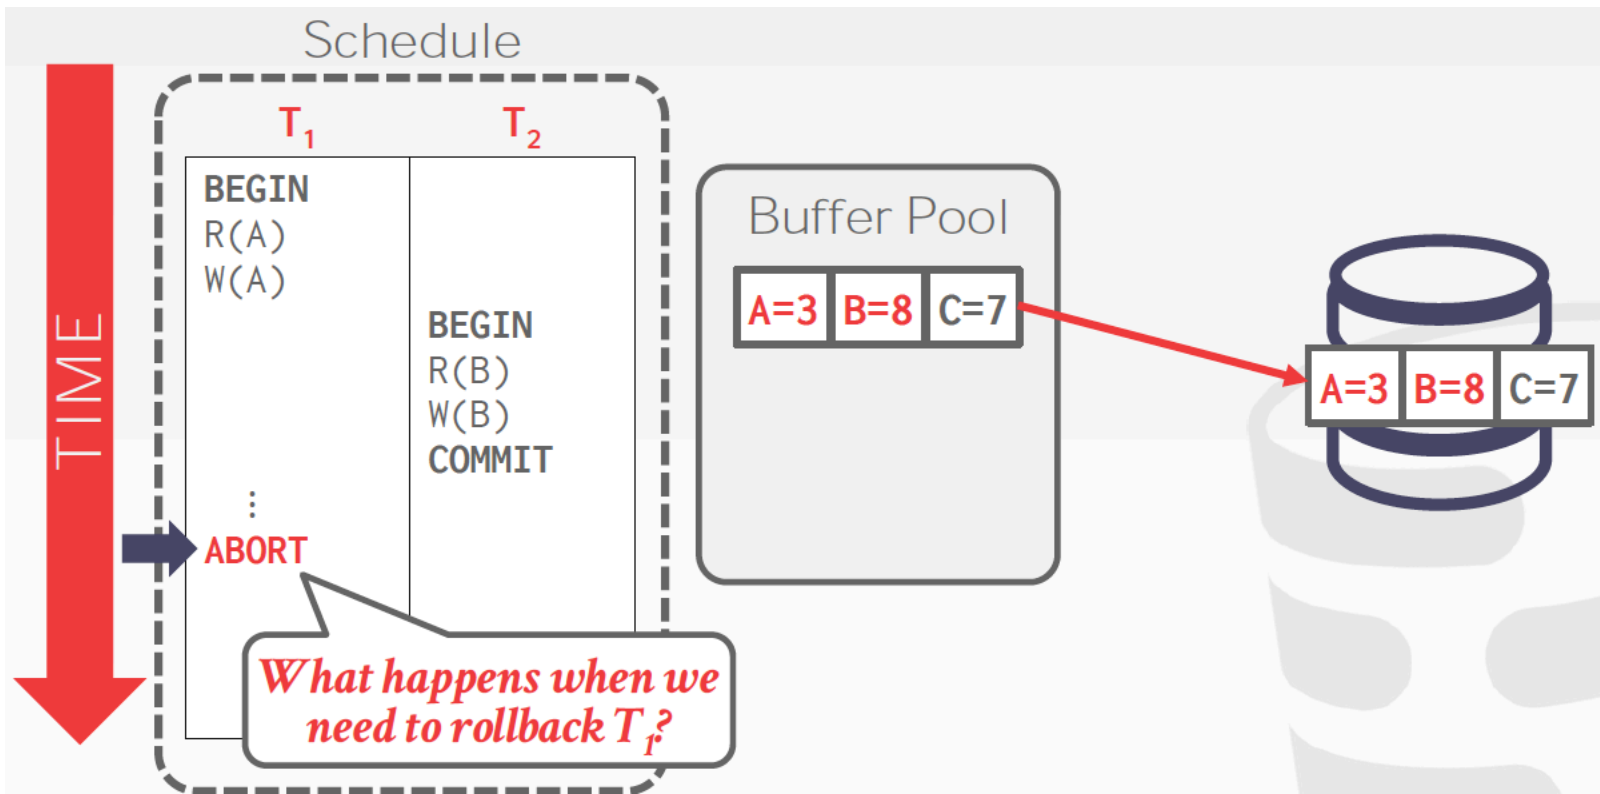 Schedule
TIME
T1
T2
BEGIN
R(A)
W(A)
BEGIN
R(B)
W(B)
COMMIT
⋮
ABORT
What happens when we
need to rollback T1?
Buffer Pool
A=3 B=8 C=7
A=3 B=8 C=7